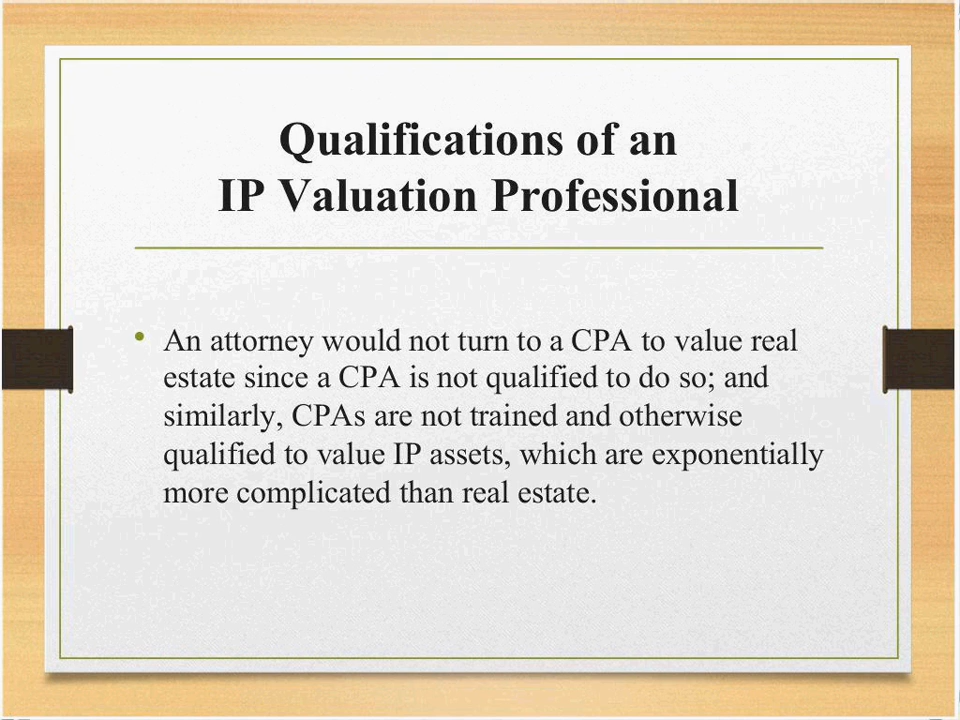 Qualifications of an
IP Valuation Professional
• An attorney would not turn to a CPA to value real
estate since a CPA is not qualified to do so; and
similarly, CPAs are not trained and otherwise
qualified to value IP assets, which are exponentially
more complicated than real estate.